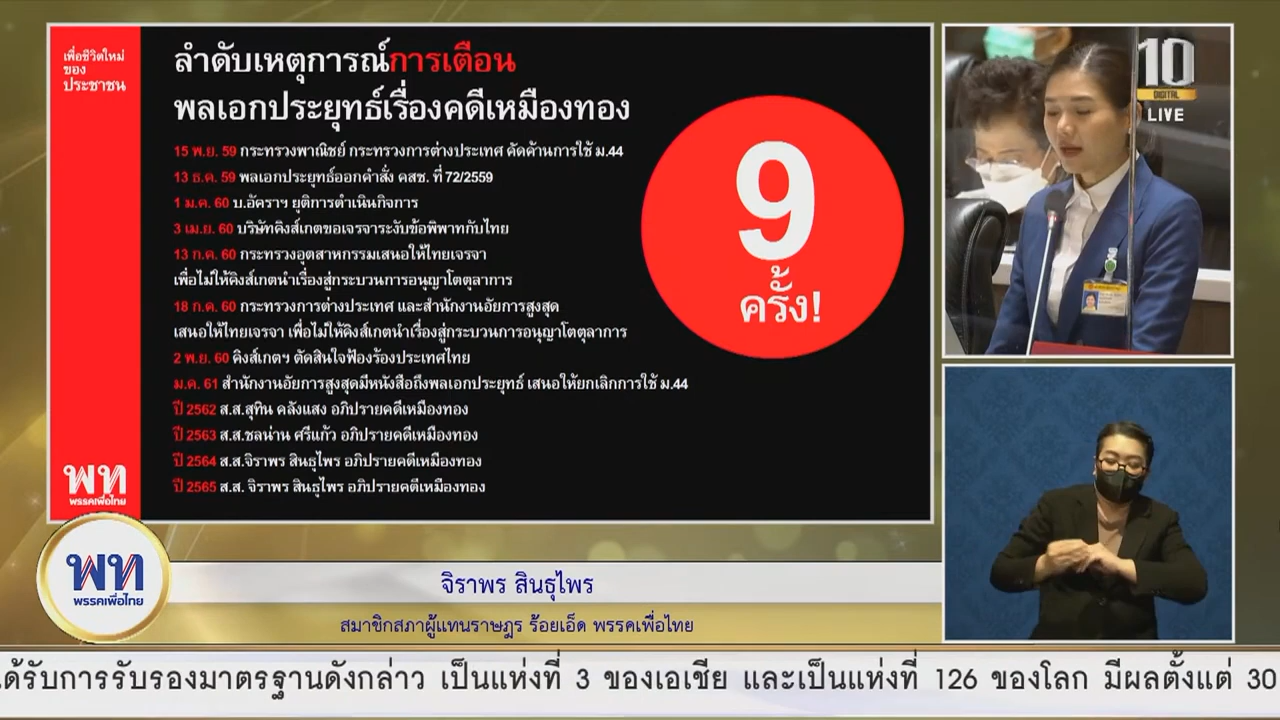 เพื่อชีวิตใหม่
ของ
ประชาชน
ลำดับเหตุการณ์การเตือน
พลเอกประยุทธ์เรื่องคดีเหมืองทอง
15 พ.ย. 59 กระทรวงพาณิชย์ กระทรวงการต่างประเทศ คัดค้านการใช้ ม.44
13 ธ.ค. 59 พลเอกประยุทธ์ออกคำสั่ง คสช. ที่ 72/2559
1 ม.ค. 60 บ.อัคราฯ ยุติการดำเนินกิจการ
3 เม.ย. 60 บริษัทคิงส์เกตขอเจรจาระงับข้อพิพาทกับไทย
13 ก.ค. 60 กระทรวงอุตสาหกรรมเสนอให้ไทยเจรจา
เพื่อไม่ให้คิงส์เกตนำเรื่องสู่กระบวนการอนุญาโตตุลาการ
18 ก.ค. 60 กระทรวงการต่างประเทศ และสำนักงานอัยการสูงสุด
เสนอให้ไทยเจรจา เพื่อไม่ให้คิงส์เกตนำเรื่องสู่กระบวนการอนุญาโตตุลาการ
2 พ.ย. 60 คิงส์เกตฯ ตัดสินใจฟ้องร้องประเทศไทย
ม.ค. 61 สำนักงานอัยการสูงสุดมีหนังสือถึงพลเอกประยุทธ์ เสนอให้ยกเลิกการใช้ ม.44
ปี 2562 ส.ส.สุทิน คลังแสง อภิปรายคดีเหมืองทอง
ปี 2563 ส.ส.ชลน่าน ศรีแก้ว อภิปรายคดีเหมืองทอง
ปี 2564 ส.ส.จิราพร สินธุไพร อภิปรายคดีเหมืองทอง
ปี 2565 ส.ส. จิราพร สินธุไพร อภิปรายคดีเหมืองทอง
9
ครั้ง!
พท
พรรคเพื่อไทย
10
DIGITAL
LIVE
พท
พรรคเพื่อไทย
จิราพร สินธุไพร
สมาชิกสภาผู้แทนราษฎร ร้อยเอ็ด พรรคเพื่อไทย
ได้รับการรับรองมาตรฐานดังกล่าว เป็นแห่งที่ 3 ของเอเชีย และเป็นแห่งที่ 126 ของโลก มีผลตั้งแต่ 30